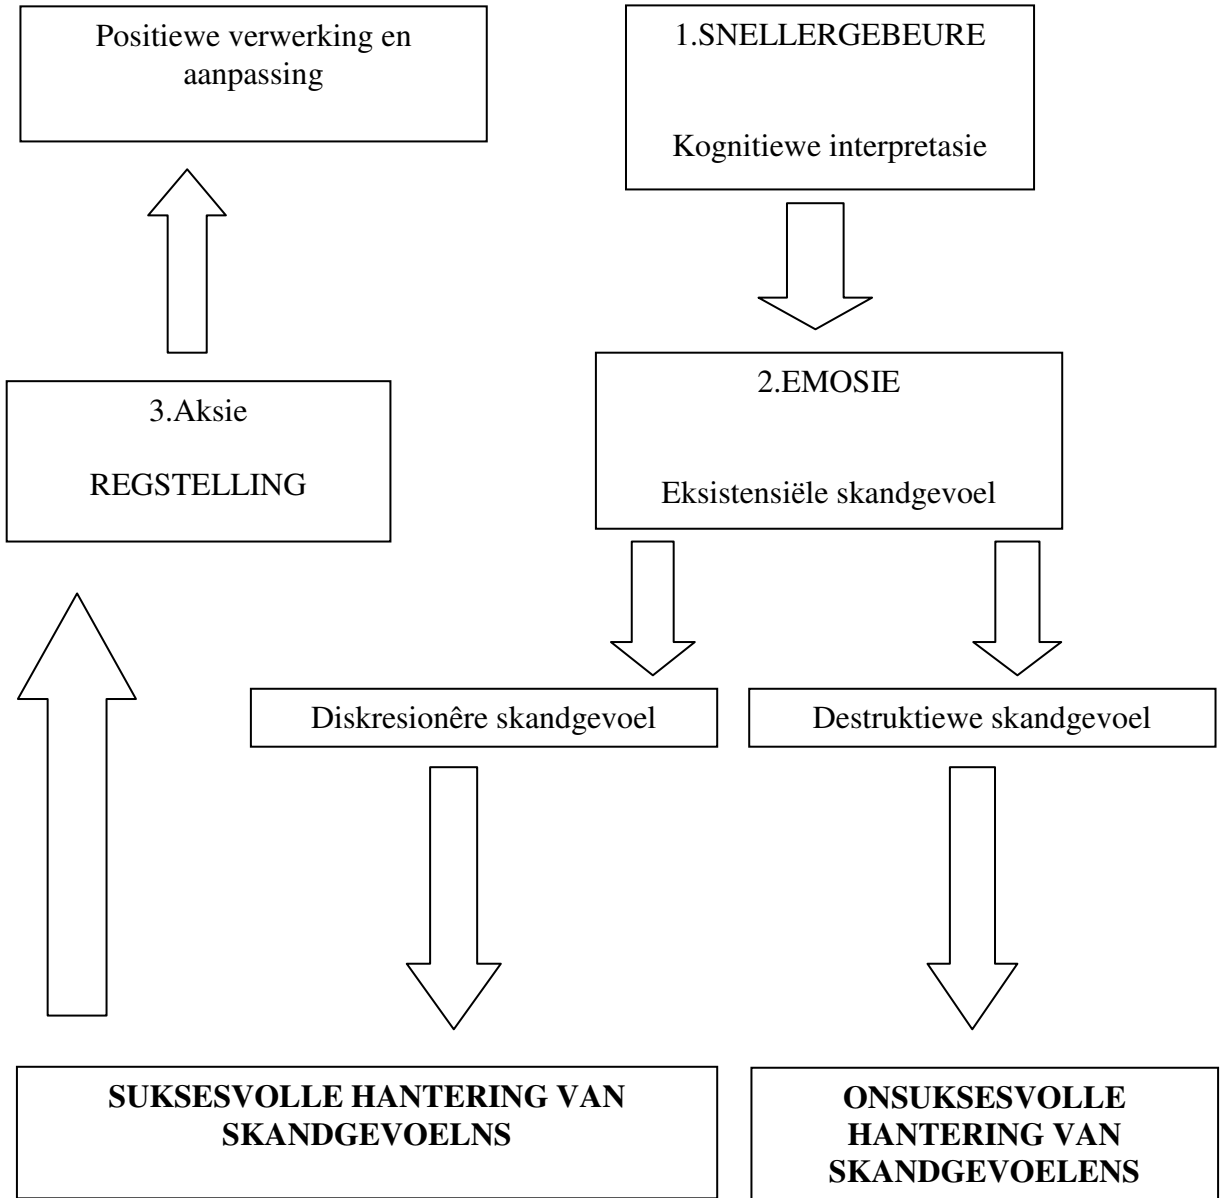 Positiewe verwerking en
aanpassing
1.SNELLERGEBEURE
Kognitiewe interpretasie
2.EMOSIE
Eksistensiële skandgevoel
3.Aksie
REGSTELLING
Diskresionêre skandgevoel
Destruktiewe skandgevoel
SUKSESVOLLE HANTERING VAN
SKANDGEVOELNS
ONSUKSESVOLLE
HANTERING VAN
SKANDGEVOELENS